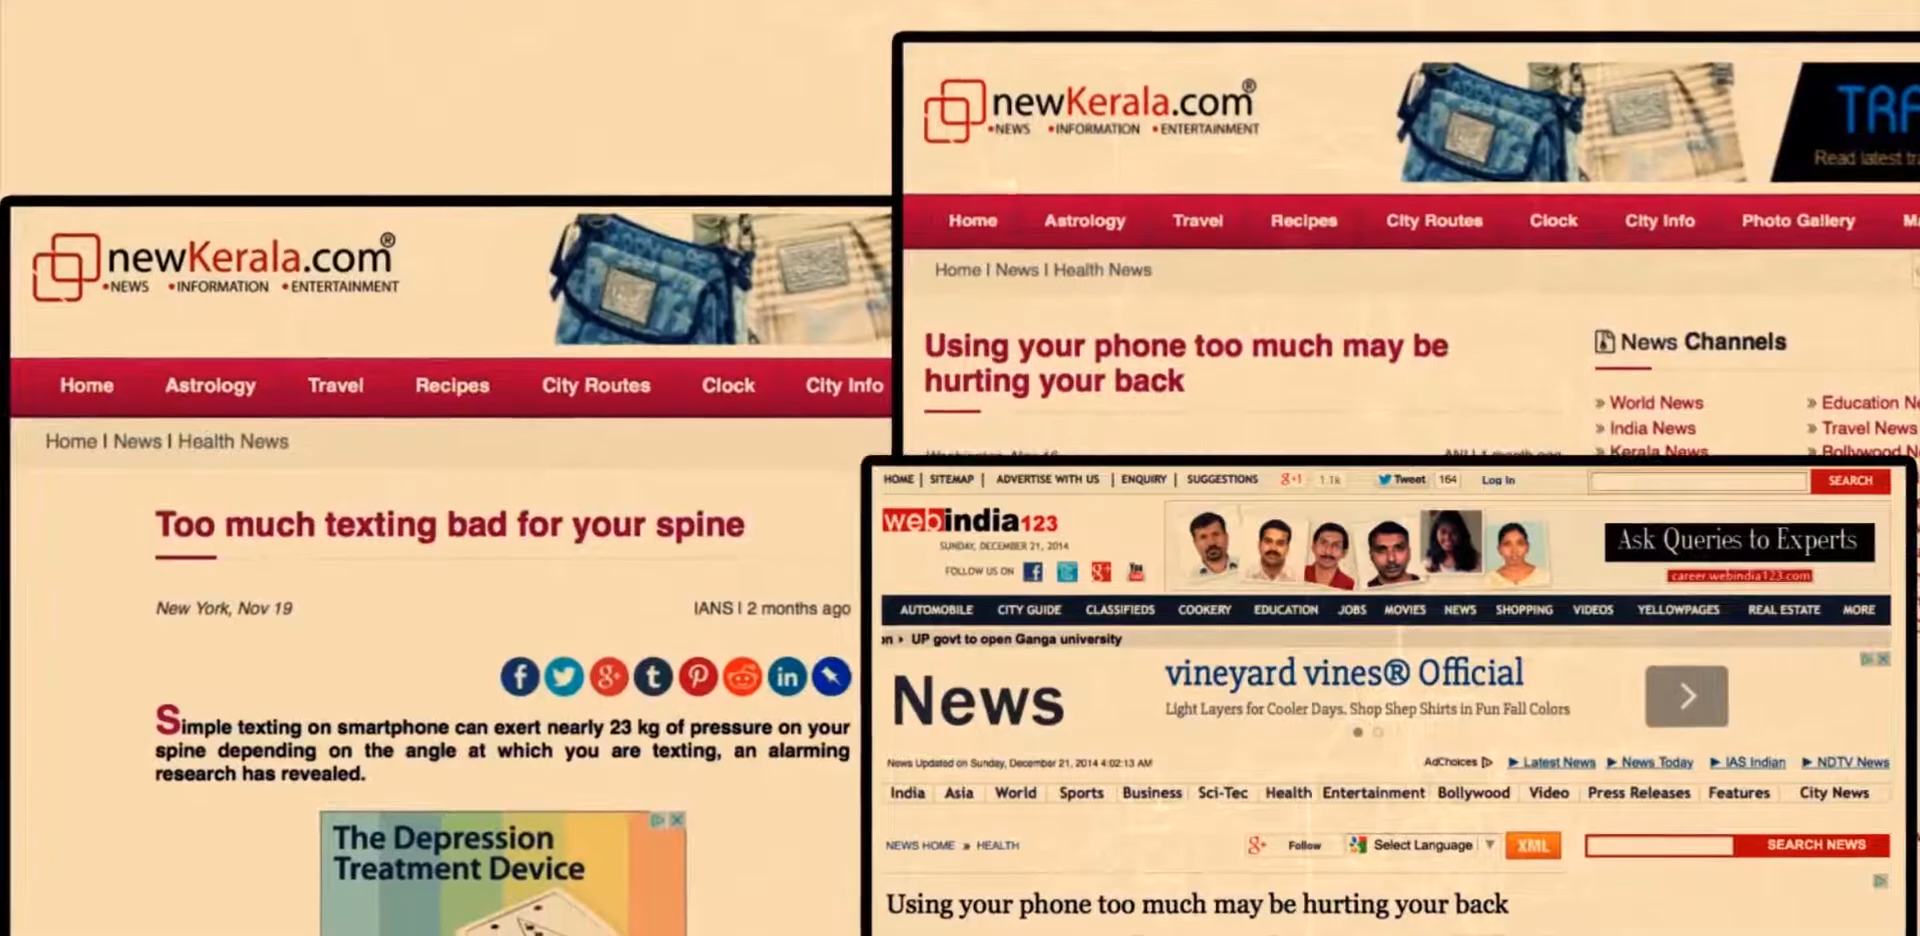 newKerala.com®
•NEWS •INFORMATION •ENTERTAINMENT
Home Astrology Travel Recipes City Routes Clock City Info
Home | News | Health News
Too much texting bad for your spine
New York, Nov 19 IANS | 2 months ago
Simple texting on smartphone can exert nearly 23 kg of pressure on your
spine depending on the angle at which you are texting, an alarming
research has revealed.
The Depression
Treatment Device
newKerala.com®
•NEWS •INFORMATION •ENTERTAINMENT
Read latest
Home Astrology Travel Recipes City Routes Clock City Info Photo Gallery
Home | News | Health News
Using your phone too much may be
hurting your back
News Channels
» World News » Education
» India News » Travel News
» Kerala News » Bollywood
HOME | SITEMAP | ADVERTISE WITH US | ENQUIRY | SUGGESTIONS g+1 1.1k Tweet 164 Log In SEARCH
webindia123
SUNDAY, DECEMBER 21, 2014
FOLLOW US ON
Ask Queries to Experts
career.webindia123.com
AUTOMOBILE CITY GUIDE CLASSIFIEDS COOKERY EDUCATION JOBS MOVIES NEWS SHOPPING VIDEOS YELLOWPAGES REAL ESTATE MORE
UP govt to open Ganga university
News
vineyard vines® Official
Light Layers for Cooler Days. Shop Shep Shirts in Fun Fall Colors
News Updated on Sunday, December 21, 2014 4:02:13 AM
AdChoices Latest News News Today IAS Indian NDTV News
India Asia World Sports Business Sci-Tec Health Entertainment Bollywood Video Press Releases Features City News
NEWS HOME » HEALTH
Follow Select Language ▼ XML SEARCH NEWS
Using your phone too much may be hurting your back